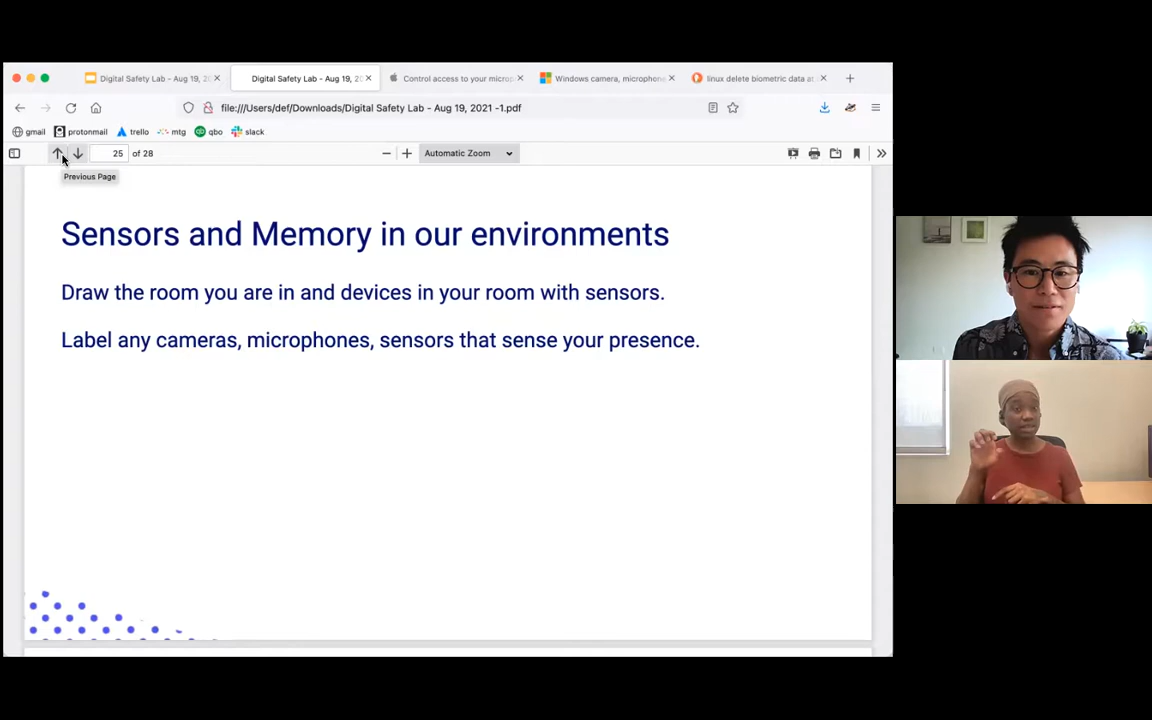 Digital Safety Lab - Aug 19, 20
Digital Safety Lab - Aug 19, 20
Control access to your microp
Windows camera, microphone
linux delete biometric data at
file:///Users/def/Downloads/Digital Safety Lab - Aug 19, 2021 -1.pdf
gmail protonmail trello mtg qbo slack
25 of 28 Automatic Zoom
Previous Page
Sensors and Memory in our environments
Draw the room you are in and devices in your room with sensors.
Label any cameras, microphones, sensors that sense your presence.